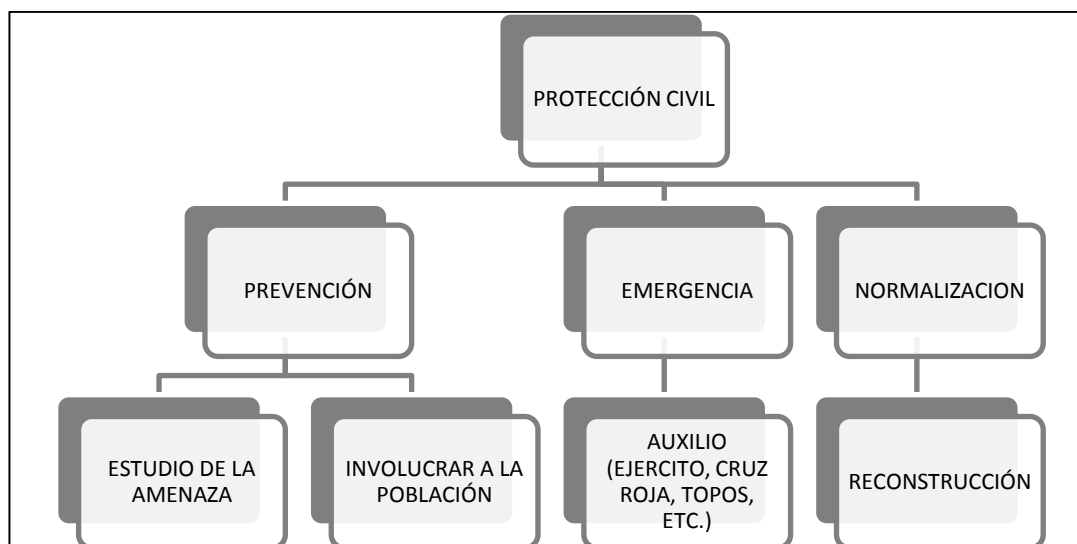 PROTECCIÓN CIVIL
PREVENCIÓN
EMERGENCIA
NORMALIZACION
ESTUDIO DE LA
AMENAZA
INVOLUCRAR A LA
POBLACIÓN
AUXILIO
(EJERCITO, CRUZ
ROJA, TOPOS,
ETC.)
RECONSTRUCCIÓN